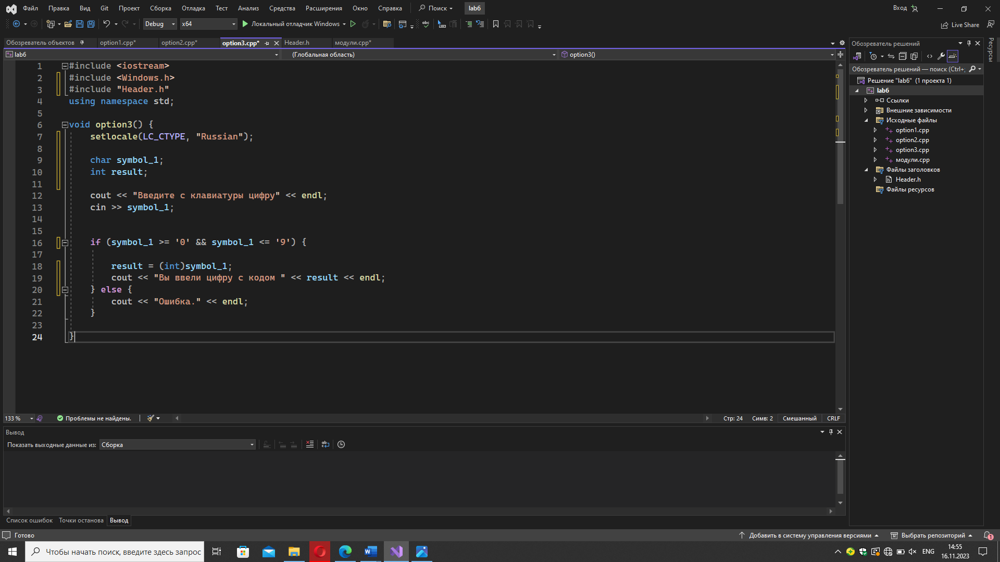 Файл Правка Вид Git Проект Сборка Отладка Тест Анализ Средства Расширения Окно Справка Поиск lab6 Вход
Debug x64 Локальный отладчик Windows Live Share
Обозреватель объектов option1.cpp* option2.cpp* option3.cpp* Header.h модули.cpp*
lab6 (Глобальная область) option3()
1 #include <iostream>
2 #include <Windows.h>
3 #include "Header.h"
4 using namespace std;
5
6 void option3() {
7 setlocale(LC_CTYPE, "Russian");
8
9 char symbol_1;
10 int result;
11
12 cout << "Введите с клавиатуры цифру" << endl;
13 cin >> symbol_1;
14
15
16 if (symbol_1 >= '0' && symbol_1 <= '9') {
17
18 result = (int)symbol_1;
19 cout << "Вы ввели цифру с кодом " << result << endl;
20 } else {
21 cout << "Ошибка." << endl;
22 }
23
24 }
133 % Проблемы не найдены. Стр: 24 Симв: 2 Смешанный CRLF
Вывод
Показать выходные данные из: Сборка
Список ошибок Точки останова Вывод
Обозреватель решений
Обозреватель решений — поиск (Ctrl+;
Решение "lab6" (1 проекта 1)
lab6
Ссылки
Внешние зависимости
Исходные файлы
option1.cpp
option2.cpp
option3.cpp
модули.cpp
Файлы заголовков
Header.h
Файлы ресурсов
Ресурсы
Готово Добавить в систему управления версиями Выбрать репозиторий 1
Чтобы начать поиск, введите здесь запрос ENG 14:55
16.11.2023